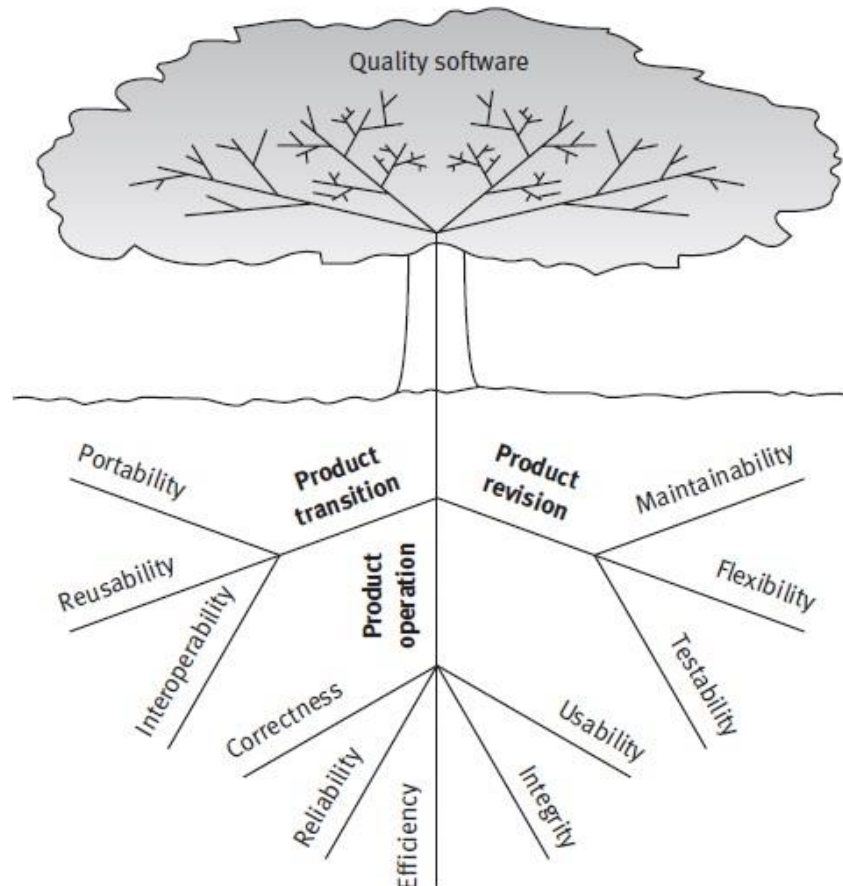 Quality software
Product
transition
Product
revision
Product
operation
Portability
Reusability
Interoperability
Maintainability
Flexibility
Testability
Correctness
Reliability
Efficiency
Integrity
Usability